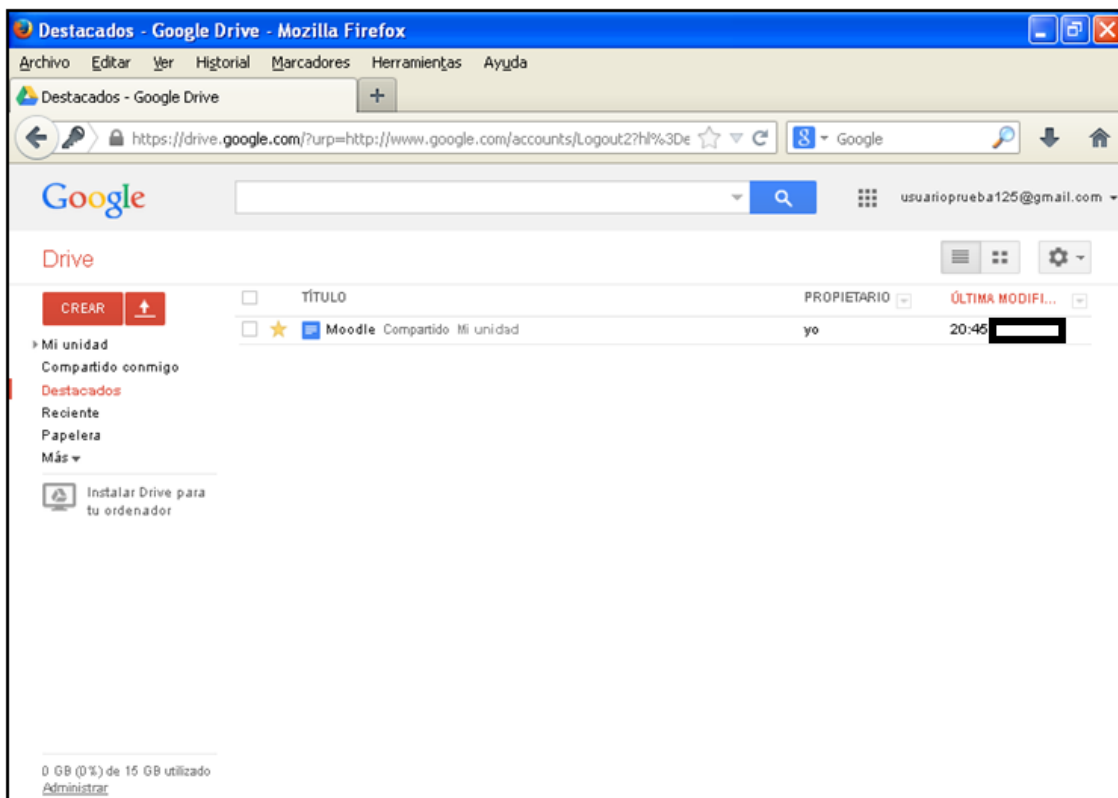 Destacados - Google Drive - Mozilla Firefox
Archivo Editar Ver Historial Marcadores Herramientas Ayuda
Destacados - Google Drive
https://drive.google.com/?urp=http://www.google.com/accounts/Logout2?hl%3De
8 Google
Google usuarioprueba125@gmail.com
Drive
CREAR TÍTULO PROPIETARIO ÚLTIMA MODIFI...
Moodle Compartido Mi unidad yo 20:45
Mi unidad
Compartido conmigo
Destacados
Reciente
Papelera
Más
Instalar Drive para
tu ordenador
0 GB (0%) de 15 GB utilizado
Administrar